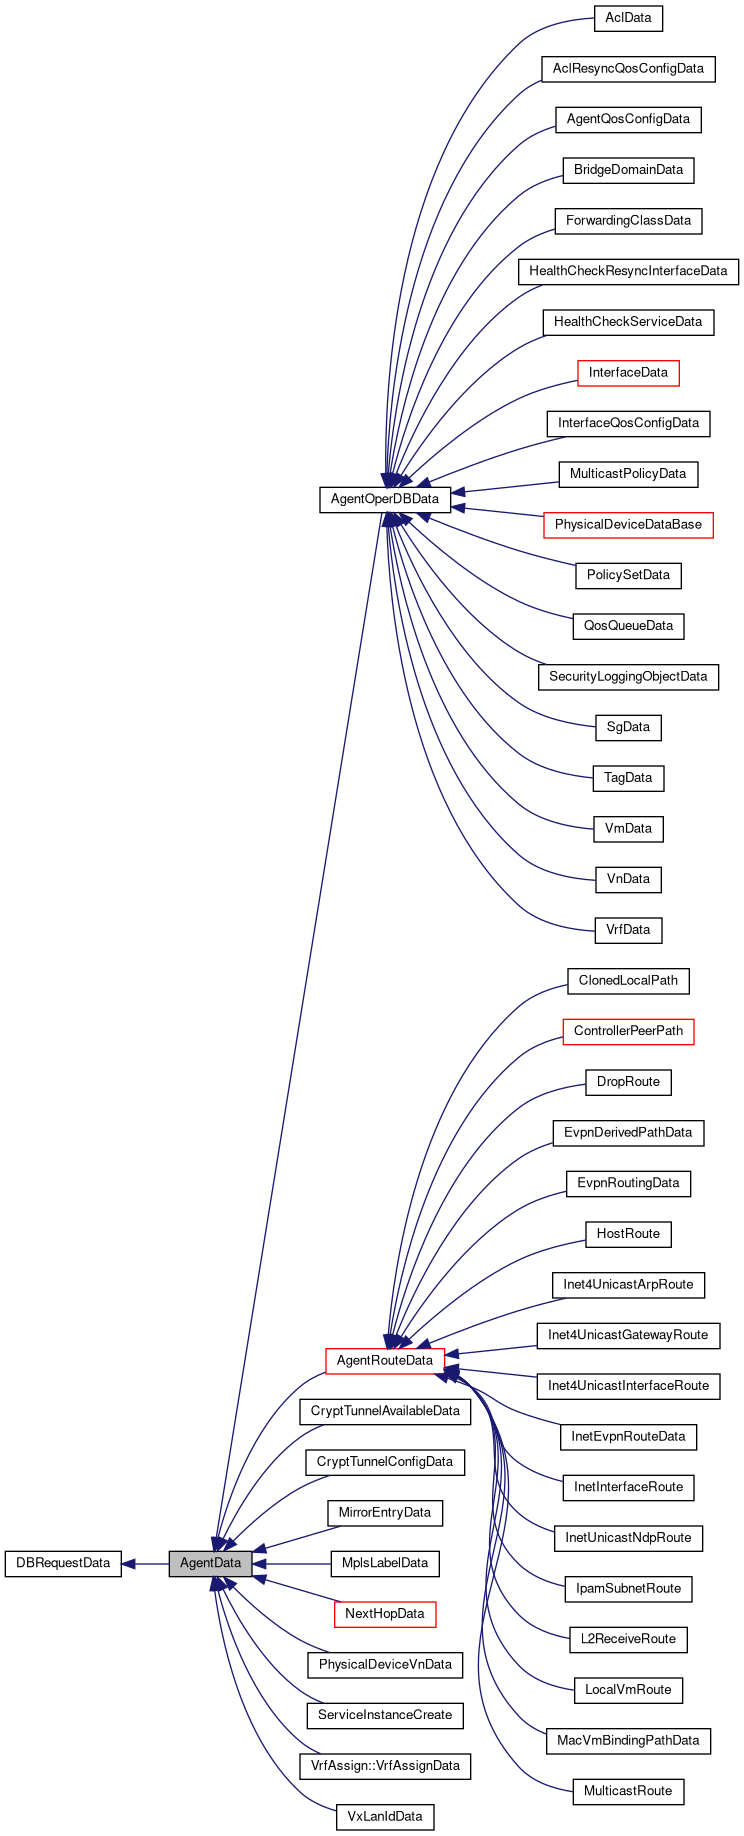 AclData
AclResyncQosConfigData
AgentQosConfigData
BridgeDomainData
ForwardingClassData
HealthCheckResyncInterfaceData
HealthCheckServiceData
InterfaceData
InterfaceQosConfigData
MulticastPolicyData
AgentOperDBData
PhysicalDeviceDataBase
PolicySetData
QosQueueData
SecurityLoggingObjectData
SgData
TagData
VmData
VnData
VrfData
ClonedLocalPath
ControllerPeerPath
DropRoute
EvpnDerivedPathData
EvpnRoutingData
HostRoute
Inet4UnicastArpRoute
Inet4UnicastGatewayRoute
AgentRouteData
Inet4UnicastInterfaceRoute
CryptTunnelAvailableData
InetEvpnRouteData
CryptTunnelConfigData
InetInterfaceRoute
MirrorEntryData
InetUnicastNdpRoute
DBRequestData
AgentData
MplsLabelData
IpamSubnetRoute
NextHopData
L2ReceiveRoute
PhysicalDeviceVnData
LocalVmRoute
ServiceInstanceCreate
MacVmBindingPathData
VrfAssign::VrfAssignData
MulticastRoute
VxLanIdData